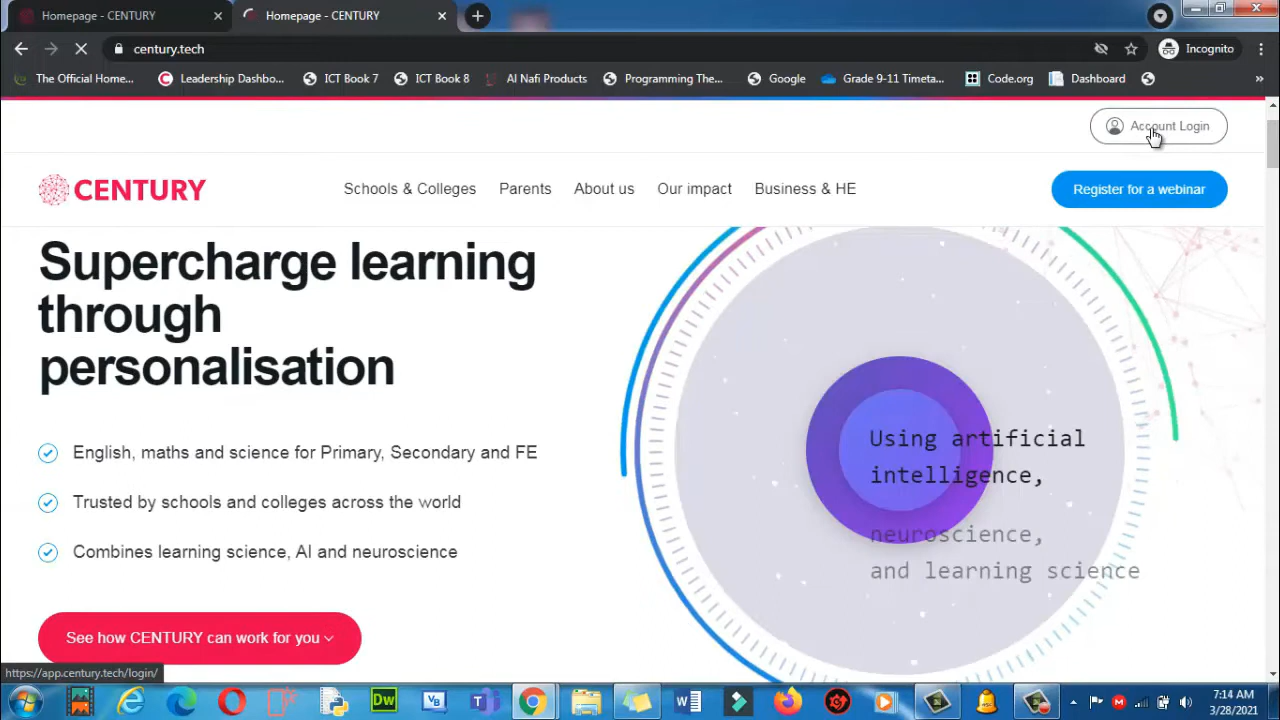 Homepage - CENTURY
Homepage - CENTURY
century.tech
Incognito
The Official Home...
Leadership Dashbo...
ICT Book 7
ICT Book 8
Al Nafi Products
Programming The...
Google
Grade 9-11 Timeta...
Code.org
Dashboard
»
Account Login
CENTURY
Schools & Colleges
Parents
About us
Our impact
Business & HE
Register for a webinar
Supercharge learning
through
personalisation
English, maths and science for Primary, Secondary and FE
Trusted by schools and colleges across the world
Combines learning science, AI and neuroscience
See how CENTURY can work for you
Using artificial
intelligence,
neuroscience,
and learning science
https://app.century.tech/login/
7:14 AM
3/28/2021